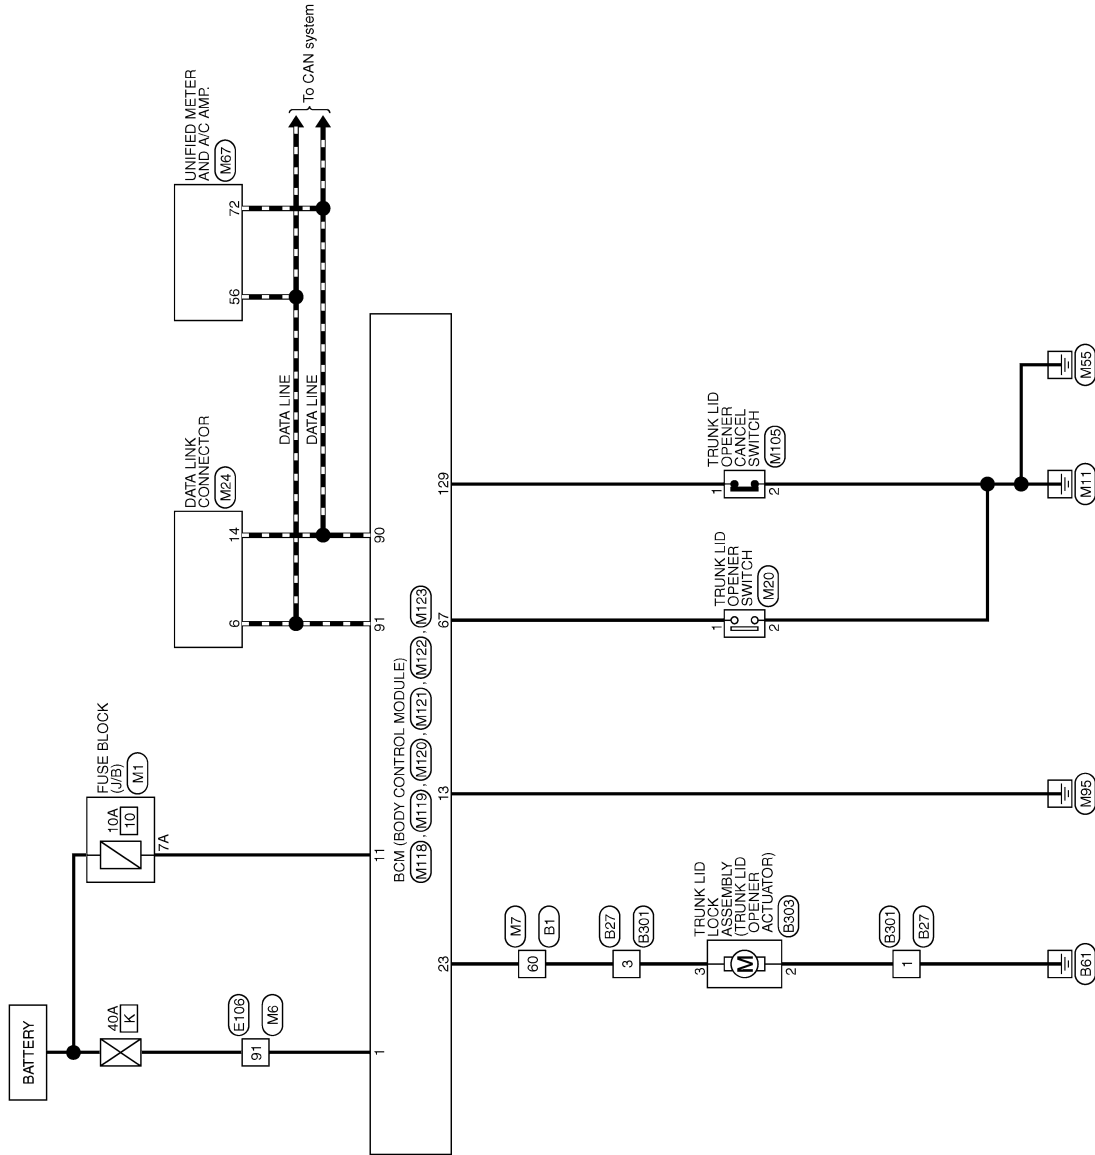 BATTERY
40A
K
E106
91
M6
1
FUSE BLOCK
(J/B)
M1
10A
10
7A
11
DATA LINK
CONNECTOR
M24
6
14
91
90
UNIFIED METER
AND A/C AMP.
M67
56
72
DATA LINE
DATA LINE
To CAN system
BCM (BODY CONTROL MODULE)
M118 , M119 , M120 , M121 , M122 , M123
23
13
67
129
M7
60
B1
B27
3
B301
TRUNK LID
LOCK
ASSEMBLY
(TRUNK LID
OPENER
ACTUATOR)
B303
3
M
2
B301
1
B27
B61
M95
TRUNK LID
OPENER
SWITCH
M20
1
2
TRUNK LID
OPENER
CANCEL
SWITCH
M105
1
2
M11
M55